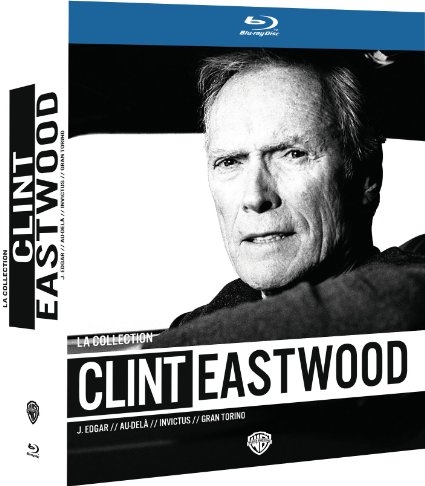 Blu-ray Disc
LA COLLECTION
CLINT
EASTWOOD
J. EDGAR // AU-DELÀ // INVICTUS // GRAN TORINO
LA COLLECTION
CLINT EASTWOOD
J. EDGAR // AU-DELÀ // INVICTUS // GRAN TORINO